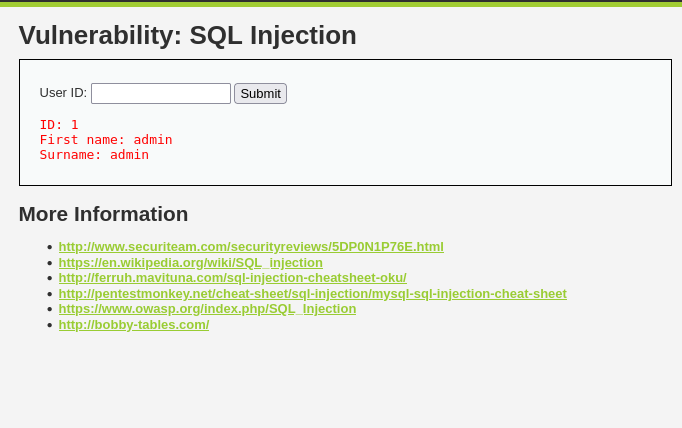 Vulnerability: SQL Injection
User ID: Submit
ID: 1
First name: admin
Surname: admin
More Information
http://www.securiteam.com/securityreviews/5DP0N1P76E.html
https://en.wikipedia.org/wiki/SQL_injection
http://ferruh.mavituna.com/sql-injection-cheatsheet-oku/
http://pentestmonkey.net/cheat-sheet/sql-injection/mysql-sql-injection-cheat-sheet
https://www.owasp.org/index.php/SQL_Injection
http://bobby-tables.com/